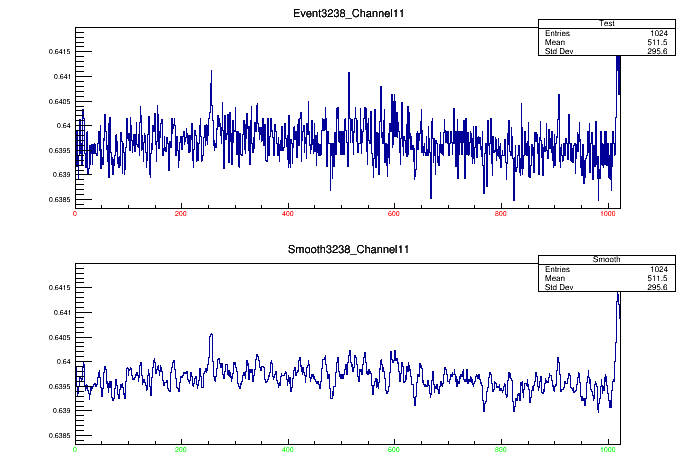 Event3238_Channel11
Test
Entries 1024
Mean 511.5
Std Dev 295.6
0.6415
0.641
0.6405
0.64
0.6395
0.639
0.6385
0 200 400 600 800 1000
Smooth3238_Channel11
Smooth
Entries 1024
Mean 511.5
Std Dev 295.6
0.6415
0.641
0.6405
0.64
0.6395
0.639
0.6385
0 200 400 600 800 1000